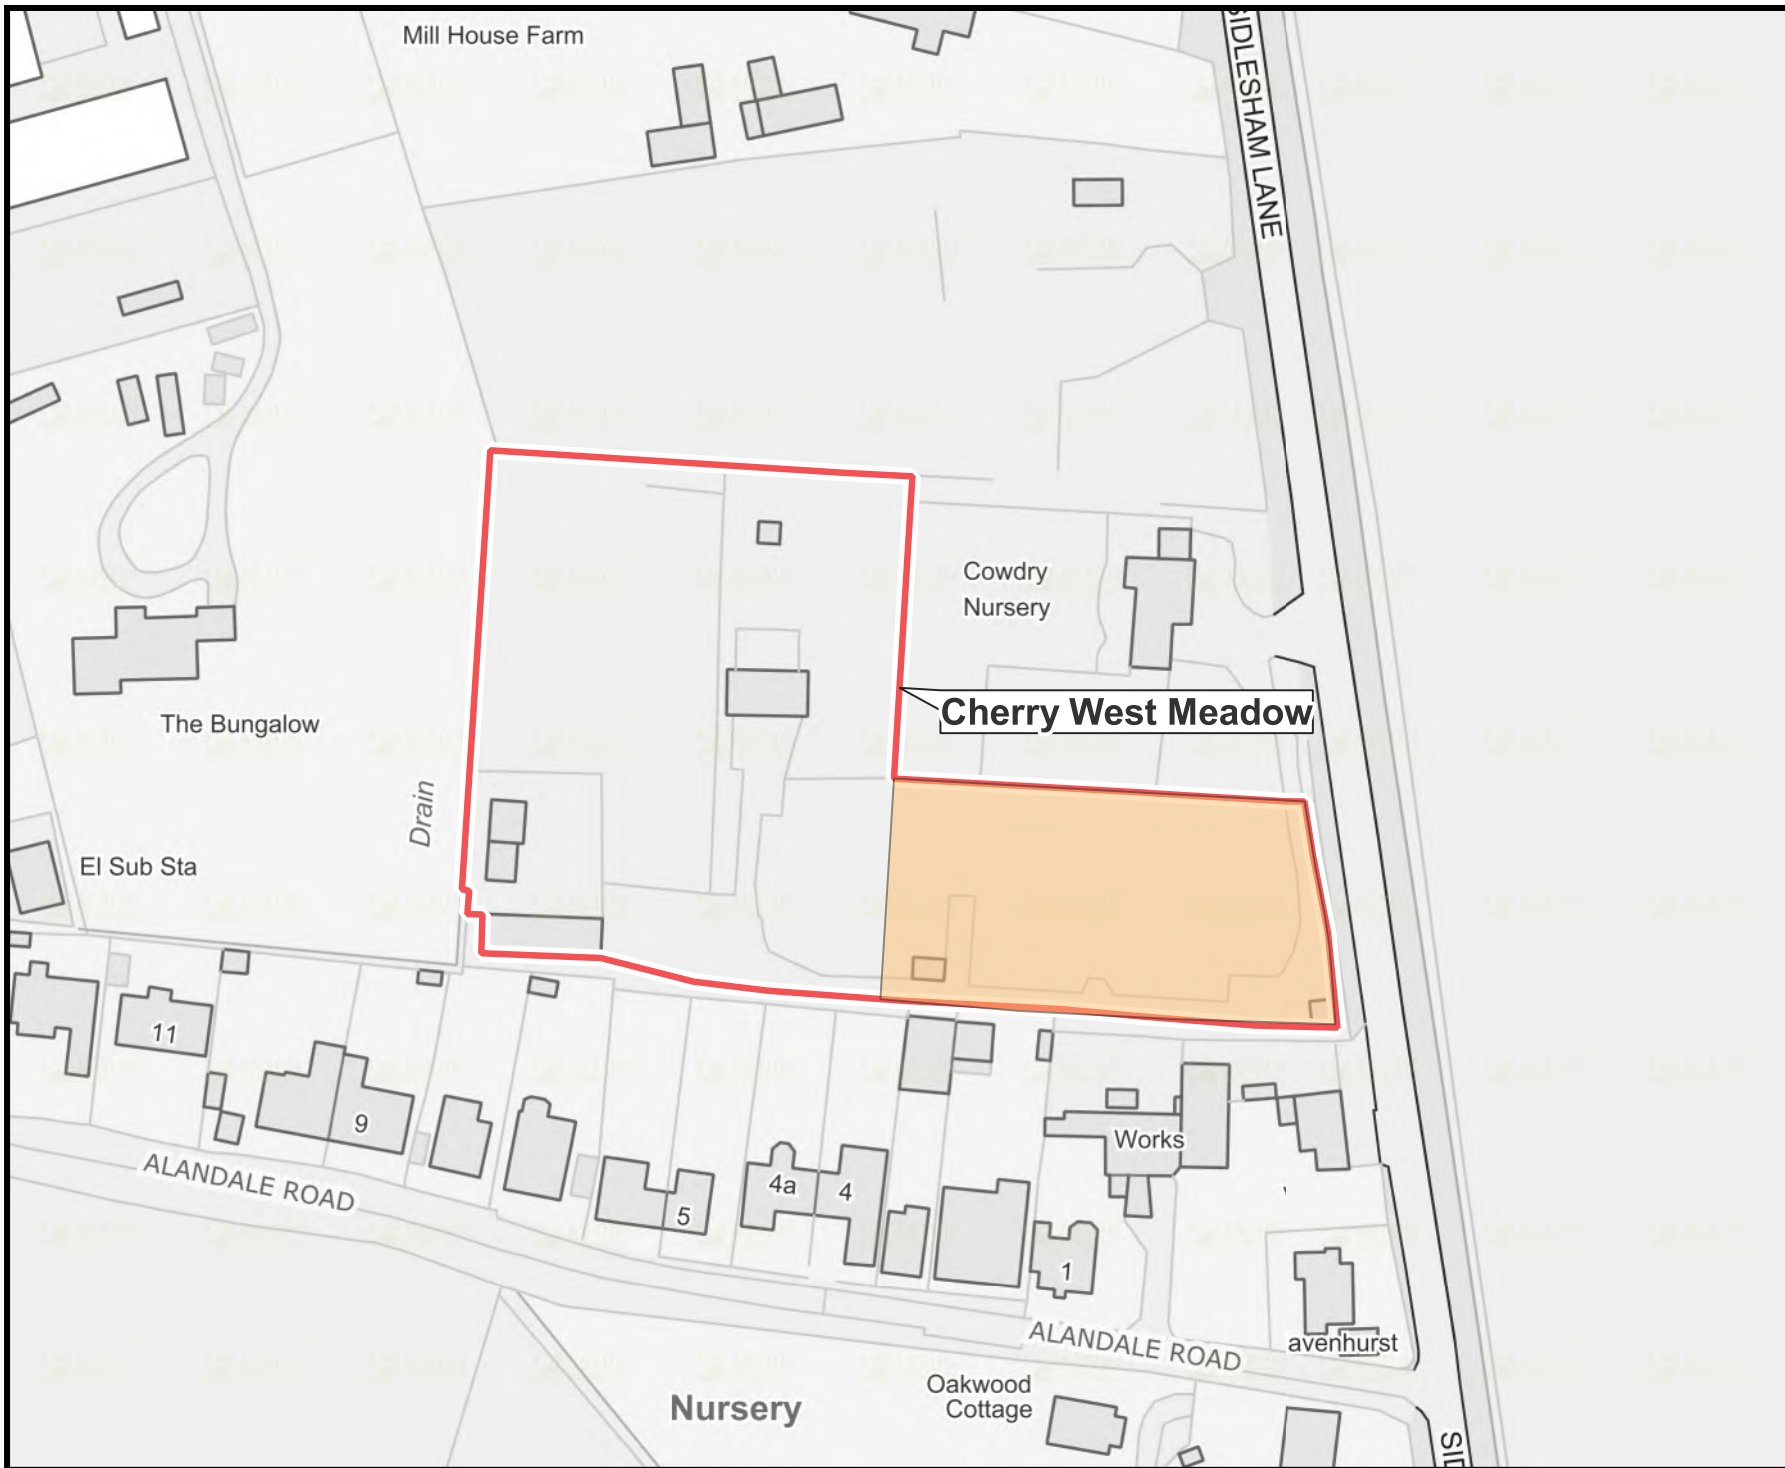 Mill House Farm
SIDLESHAM LANE
Cowdry
Nursery
Cherry West Meadow
The Bungalow
Drain
El Sub Sta
11
9
ALANDALE ROAD
5
4a
4
Works
1
ALANDALE ROAD
avenhurst
Oakwood
Cottage
Nursery
SID